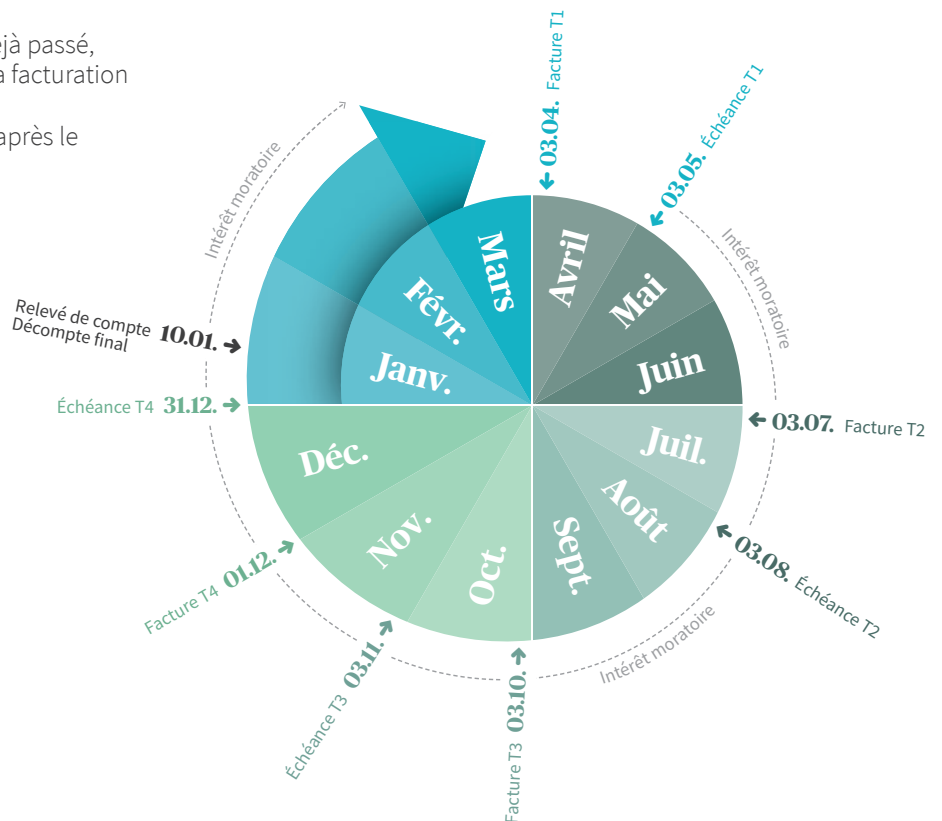 éjà passé,
a facturation
après le
03.04. Facture T1
03.05. Échéance T1
Intérêt moratoire
Intérêt moratoire
Mars
Avril
Févr.
Mai
Janv.
Juin
Relevé de compte
Décompte final
10.01.
Échéance T4 31.12.
03.07. Facture T2
Déc.
Juil.
Nov.
Août
Oct.
Sept.
Facture T4 01.12.
03.08. Échéance T2
Échéance T3 03.11.
Intérêt moratoire
Facture T3 03.10.